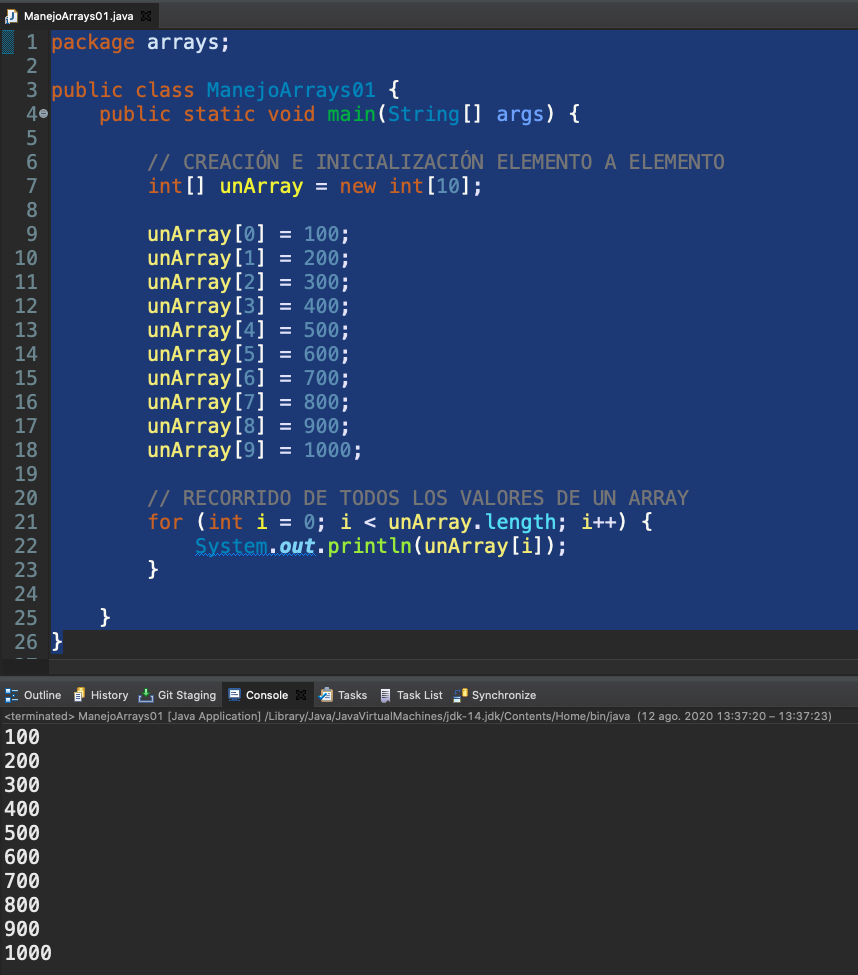 ManejoArrays01.java
1 package arrays;
2
3 public class ManejoArrays01 {
4 public static void main(String[] args) {
5
6 // CREACIÓN E INICIALIZACIÓN ELEMENTO A ELEMENTO
7 int[] unArray = new int[10];
8
9 unArray[0] = 100;
10 unArray[1] = 200;
11 unArray[2] = 300;
12 unArray[3] = 400;
13 unArray[4] = 500;
14 unArray[5] = 600;
15 unArray[6] = 700;
16 unArray[7] = 800;
17 unArray[8] = 900;
18 unArray[9] = 1000;
19
20 // RECORRIDO DE TODOS LOS VALORES DE UN ARRAY
21 for (int i = 0; i < unArray.length; i++) {
22 System.out.println(unArray[i]);
23 }
24
25 }
26 }
Outline History Git Staging Console Tasks Task List Synchronize
<terminated> ManejoArrays01 [Java Application] /Library/Java/JavaVirtualMachines/jdk-14.jdk/Contents/Home/bin/java (12 ago. 2020 13:37:20 – 13:37:23)
100
200
300
400
500
600
700
800
900
1000